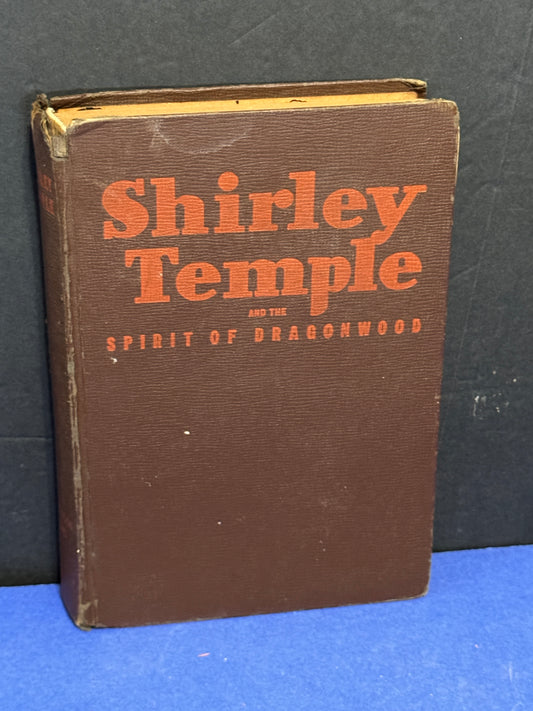 Shirley
Temple
AND THE
SPIRIT OF DRAGONWOOD